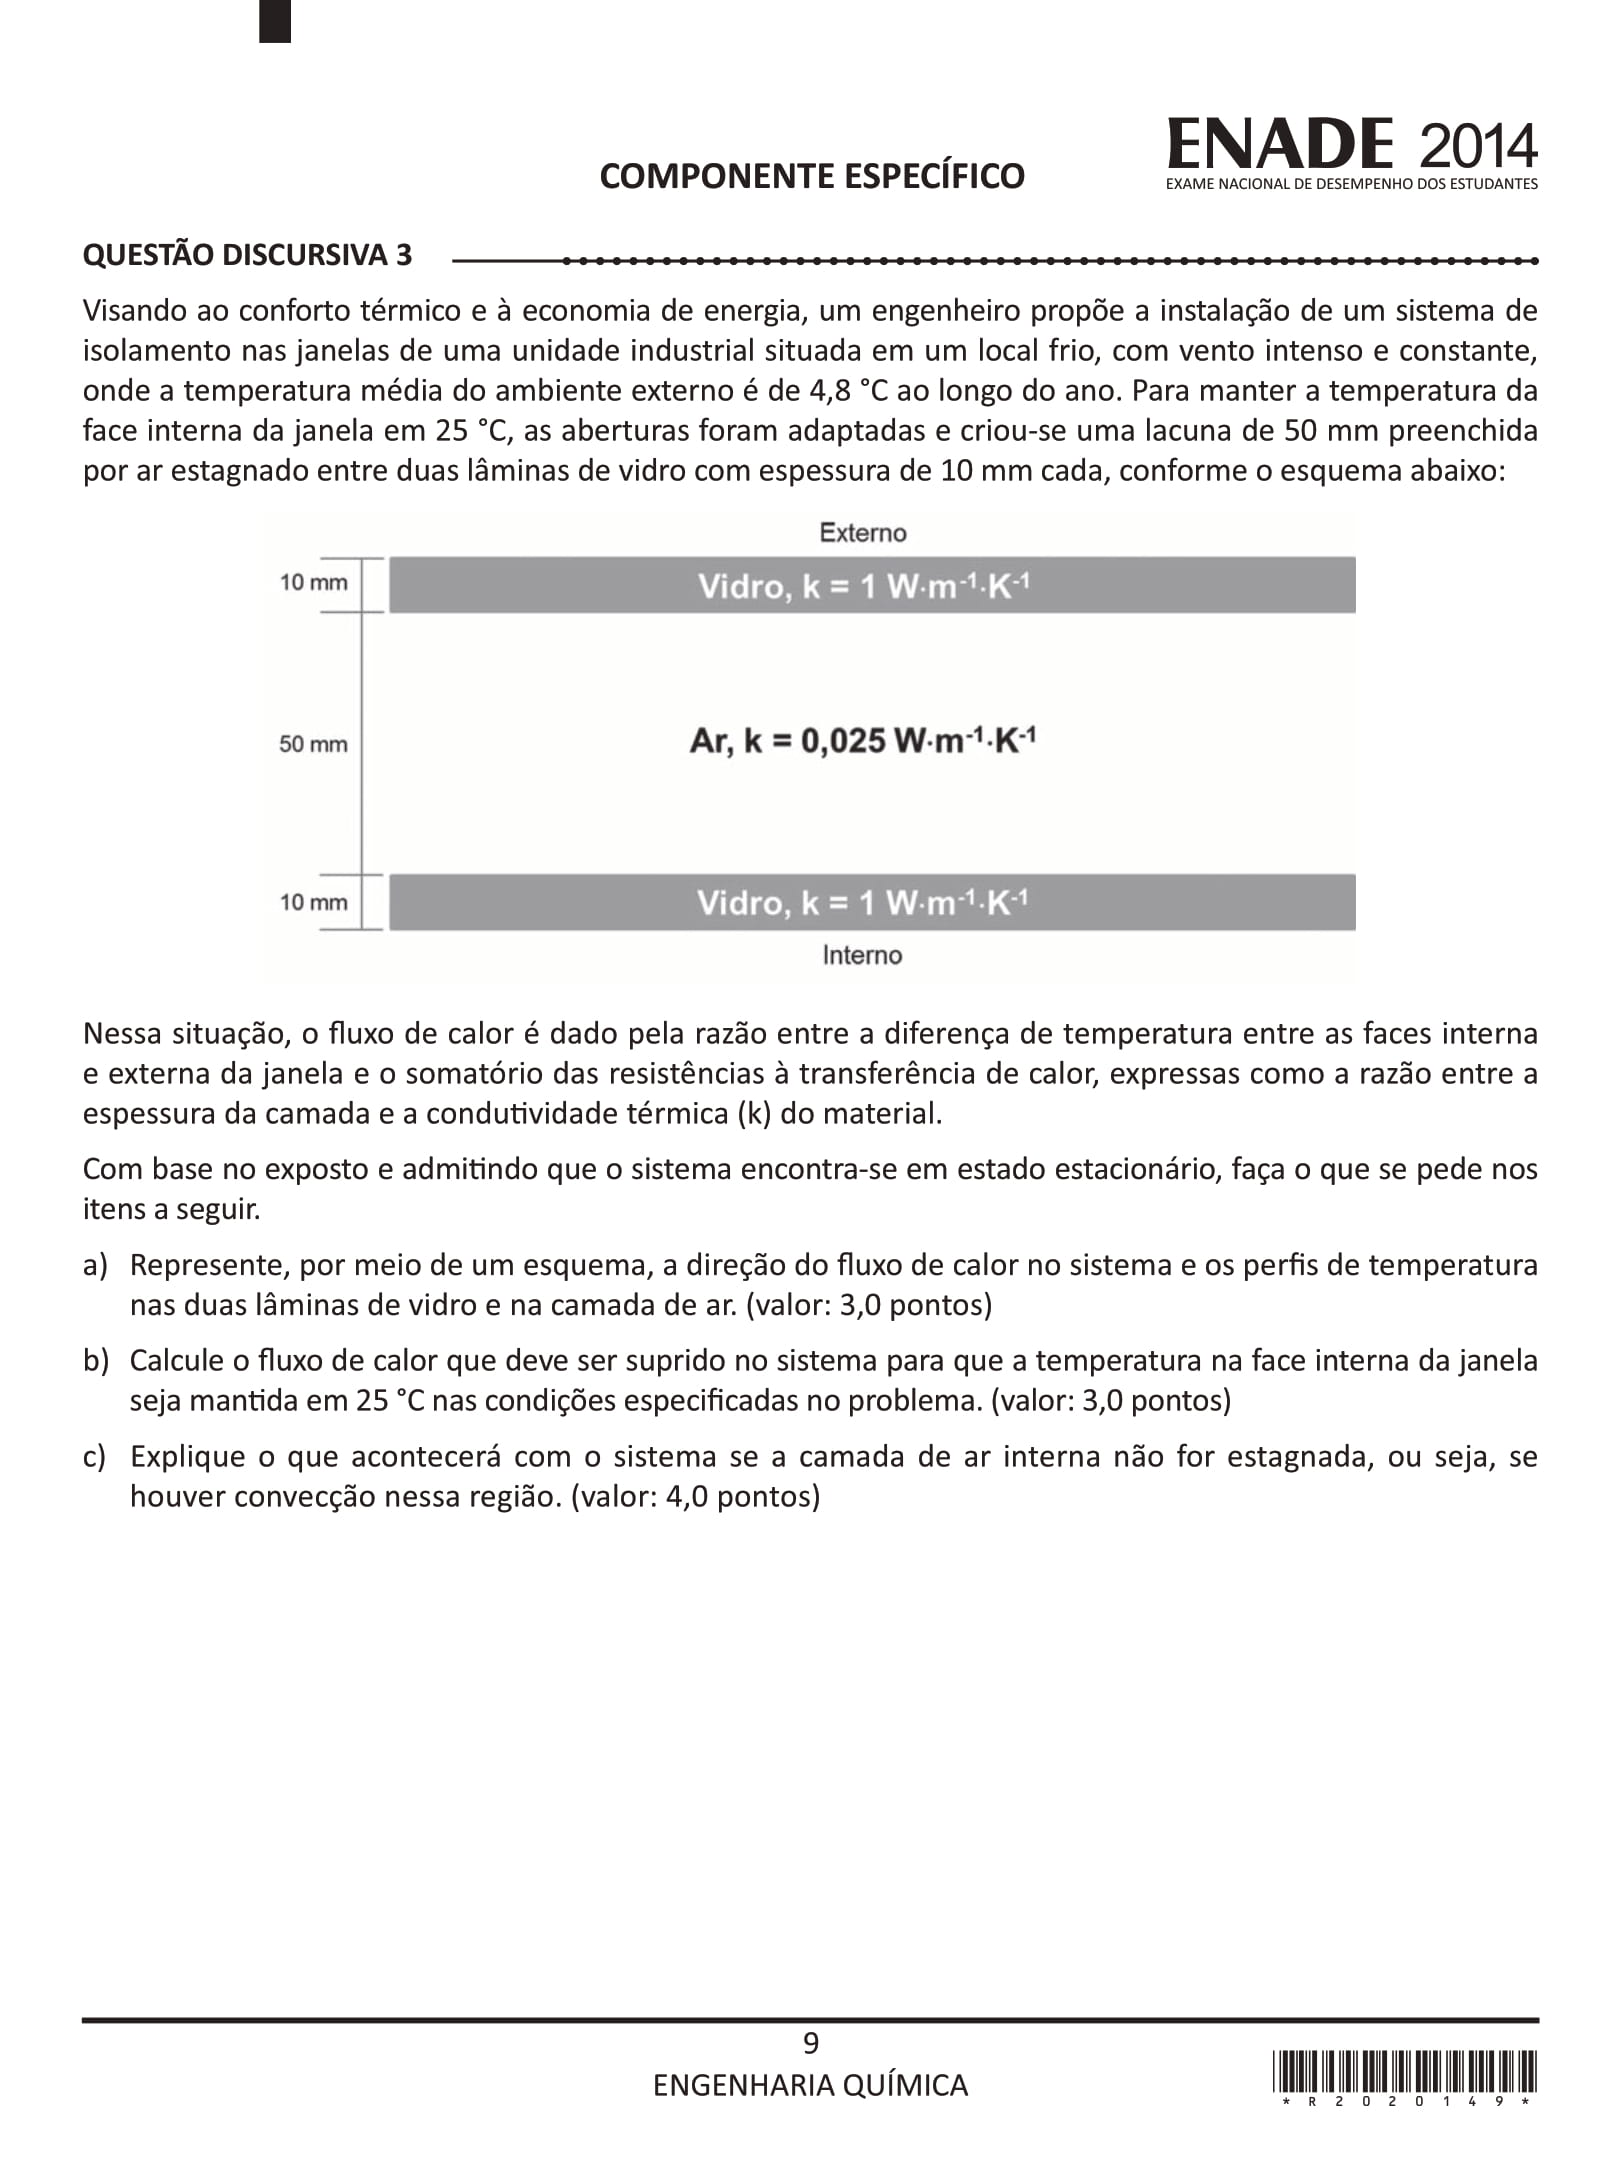 ENADE 2014
EXAME NACIONAL DE DESEMPENHO DOS ESTUDANTES
COMPONENTE ESPECÍFICO
QUESTÃO DISCURSIVA 3
Visando ao conforto térmico e à economia de energia, um engenheiro propõe a instalação de um sistema de
isolamento nas janelas de uma unidade industrial situada em um local frio, com vento intenso e constante,
onde a temperatura média do ambiente externo é de 4,8 °C ao longo do ano. Para manter a temperatura da
face interna da janela em 25 °C, as aberturas foram adaptadas e criou-se uma lacuna de 50 mm preenchida
por ar estagnado entre duas lâminas de vidro com espessura de 10 mm cada, conforme o esquema abaixo:
Externo
10 mm
Vidro, k = 1 W·m⁻¹·K⁻¹
50 mm
Ar, k = 0,025 W·m⁻¹·K⁻¹
10 mm
Vidro, k = 1 W·m⁻¹·K⁻¹
Interno
Nessa situação, o fluxo de calor é dado pela razão entre a diferença de temperatura entre as faces interna
e externa da janela e o somatório das resistências à transferência de calor, expressas como a razão entre a
espessura da camada e a condutividade térmica (k) do material.
Com base no exposto e admitindo que o sistema encontra-se em estado estacionário, faça o que se pede nos
itens a seguir.
a) Represente, por meio de um esquema, a direção do fluxo de calor no sistema e os perfis de temperatura
nas duas lâminas de vidro e na camada de ar. (valor: 3,0 pontos)
b) Calcule o fluxo de calor que deve ser suprido no sistema para que a temperatura na face interna da janela
seja mantida em 25 °C nas condições especificadas no problema. (valor: 3,0 pontos)
c) Explique o que acontecerá com o sistema se a camada de ar interna não for estagnada, ou seja, se
houver convecção nessa região. (valor: 4,0 pontos)
9
ENGENHARIA QUÍMICA
* R 2 0 2 0 1 4 9 *